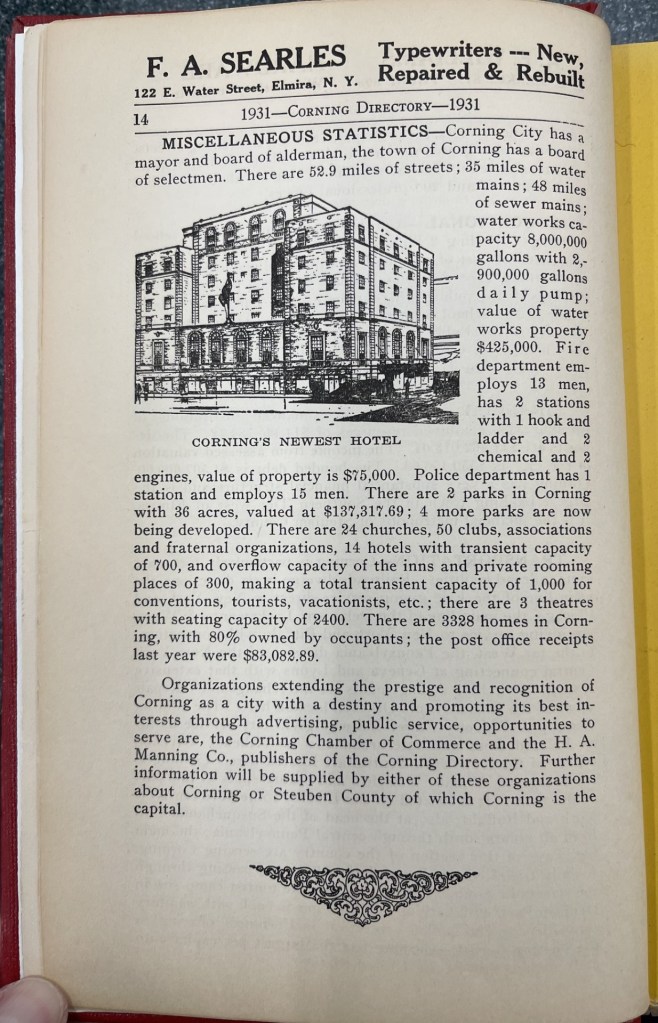 F. A. SEARLES
122 E. Water Street, Elmira, N. Y.
Typewriters --- New,
Repaired & Rebuilt
14
1931—CORNING DIRECTORY—1931
MISCELLANEOUS STATISTICS—Corning City has a
mayor and board of alderman, the town of Corning has a board
of selectmen. There are 52.9 miles of streets; 35 miles of water
mains; 48 miles
of sewer mains;
water works ca-
pacity 8,000,000
gallons with 2,-
900,000 gallons
daily pump;
value of water
works property
$425,000. Fire
department em-
ploys 13 men,
has 2 stations
with 1 hook and
ladder and 2
chemical and 2
CORNING'S NEWEST HOTEL
engines, value of property is $75,000. Police department has 1
station and employs 15 men. There are 2 parks in Corning
with 36 acres, valued at $137,317.69; 4 more parks are now
being developed. There are 24 churches, 50 clubs, associations
and fraternal organizations, 14 hotels with transient capacity
of 700, and overflow capacity of the inns and private rooming
places of 300, making a total transient capacity of 1,000 for
conventions, tourists, vacationists, etc.; there are 3 theatres
with seating capacity of 2400. There are 3328 homes in Corn-
ing, with 80% owned by occupants; the post office receipts
last year were $83,082.89.
Organizations extending the prestige and recognition of
Corning as a city with a destiny and promoting its best in-
terests through advertising, public service, opportunities to
serve are, the Corning Chamber of Commerce and the H. A.
Manning Co., publishers of the Corning Directory. Further
information will be supplied by either of these organizations
about Corning or Steuben County of which Corning is the
capital.